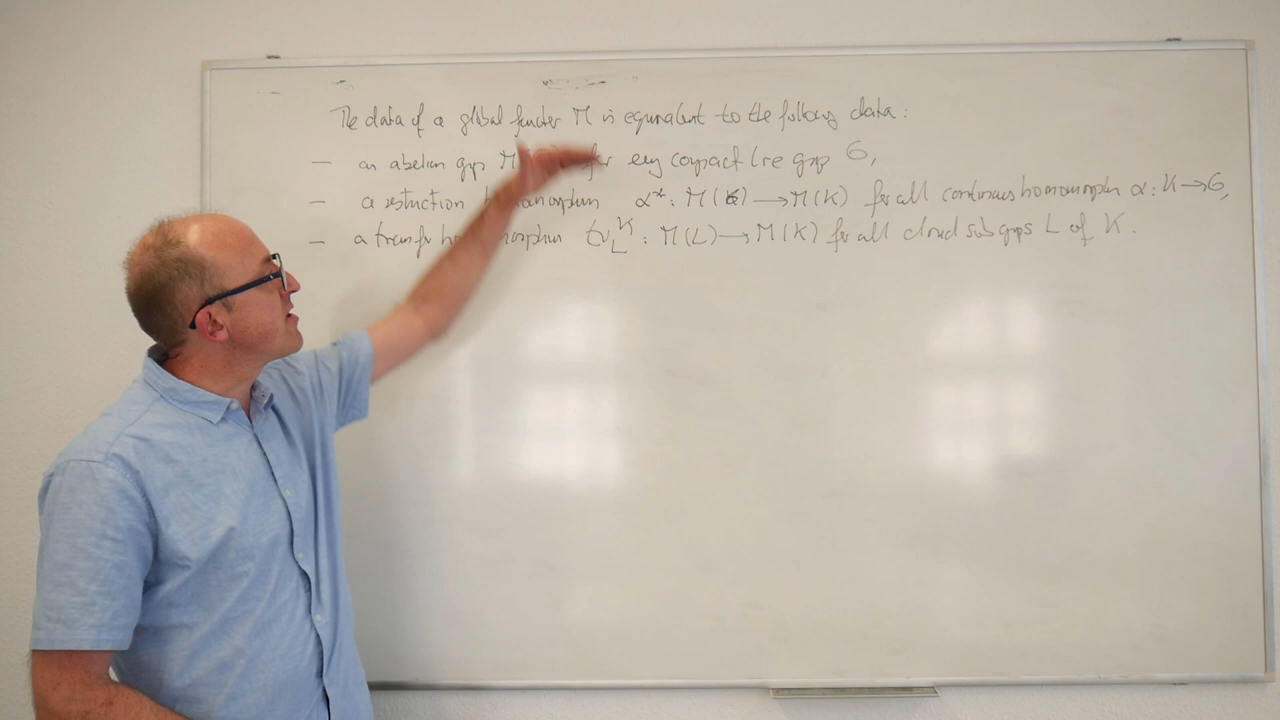 The data of a global functor M is equivalent to the following data:
— an abelian group M for every compact Lie group G,
— a restriction homomorphism α*: M(G) → M(K) for all continuous homomorphism α: K → G,
— a transfer homomorphism tr_L^K : M(L) → M(K) for all closed subgroups L of K.